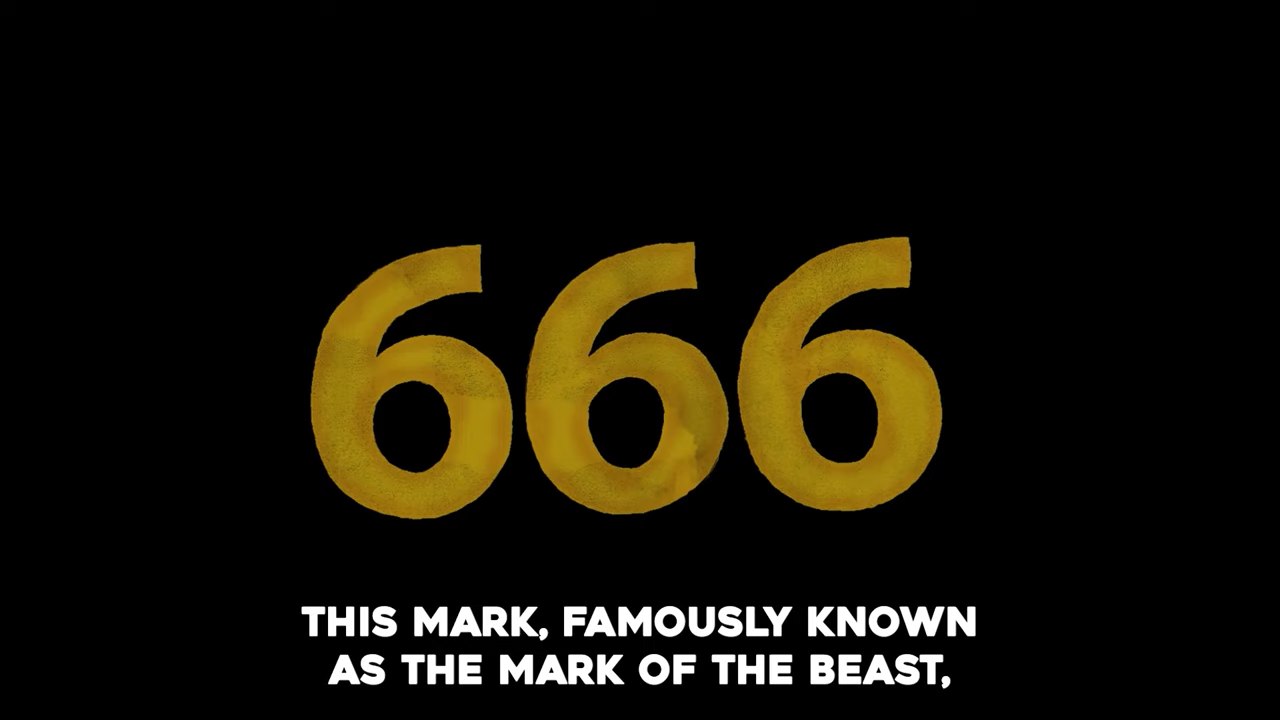 666
THIS MARK, FAMOUSLY KNOWN
AS THE MARK OF THE BEAST,